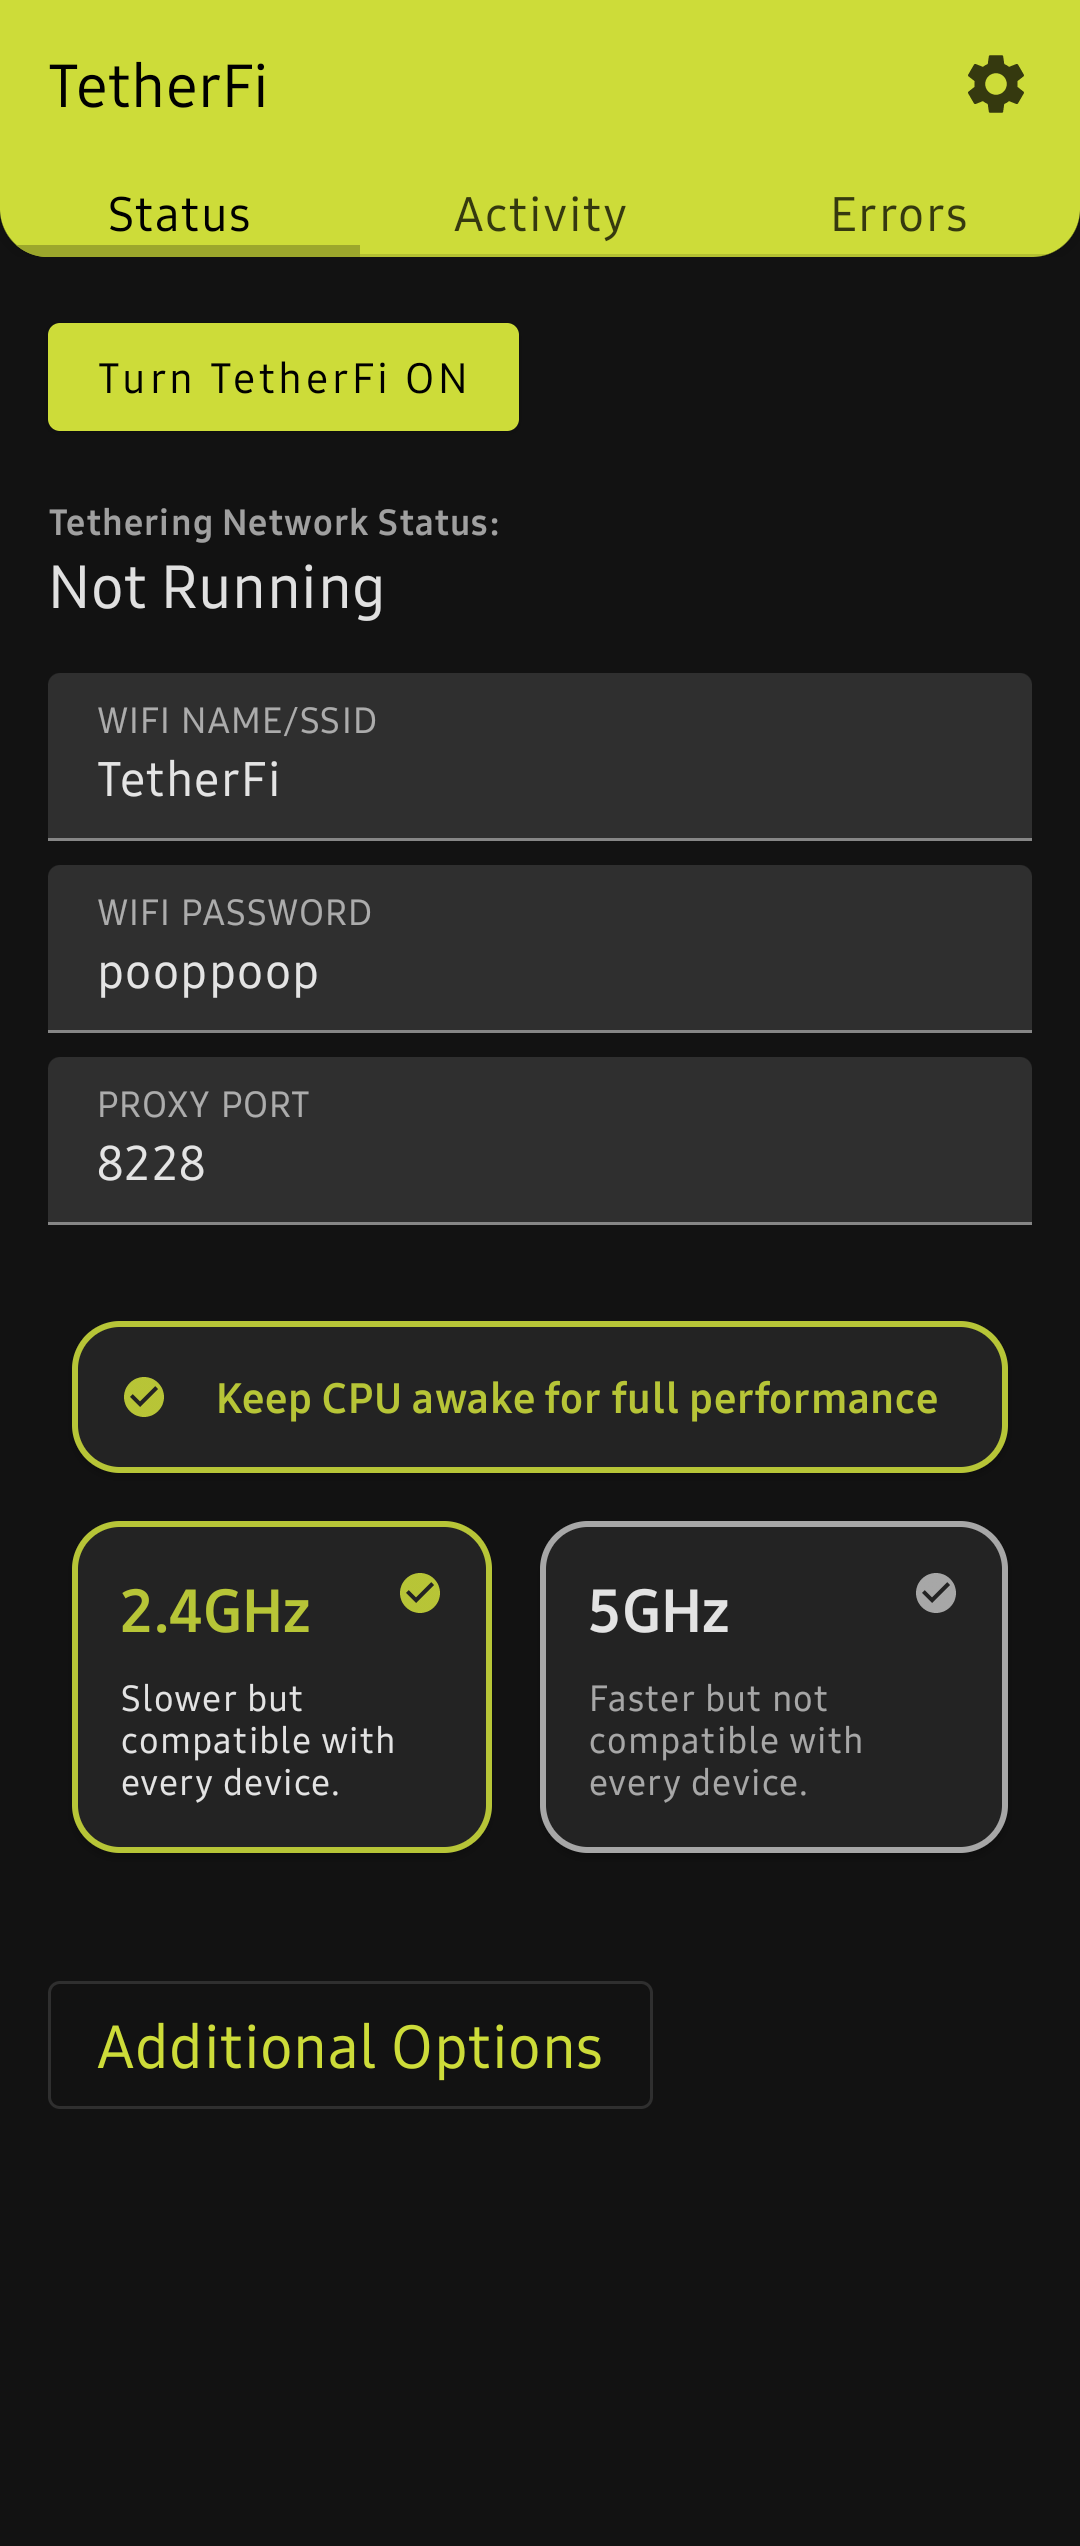 TetherFi
Status
Activity
Errors
Turn TetherFi ON
Tethering Network Status:
Not Running
WIFI NAME/SSID
TetherFi
WIFI PASSWORD
pooppoop
PROXY PORT
8228
Keep CPU awake for full performance
2.4GHz
Slower but
compatible with
every device.
5GHz
Faster but not
compatible with
every device.
Additional Options